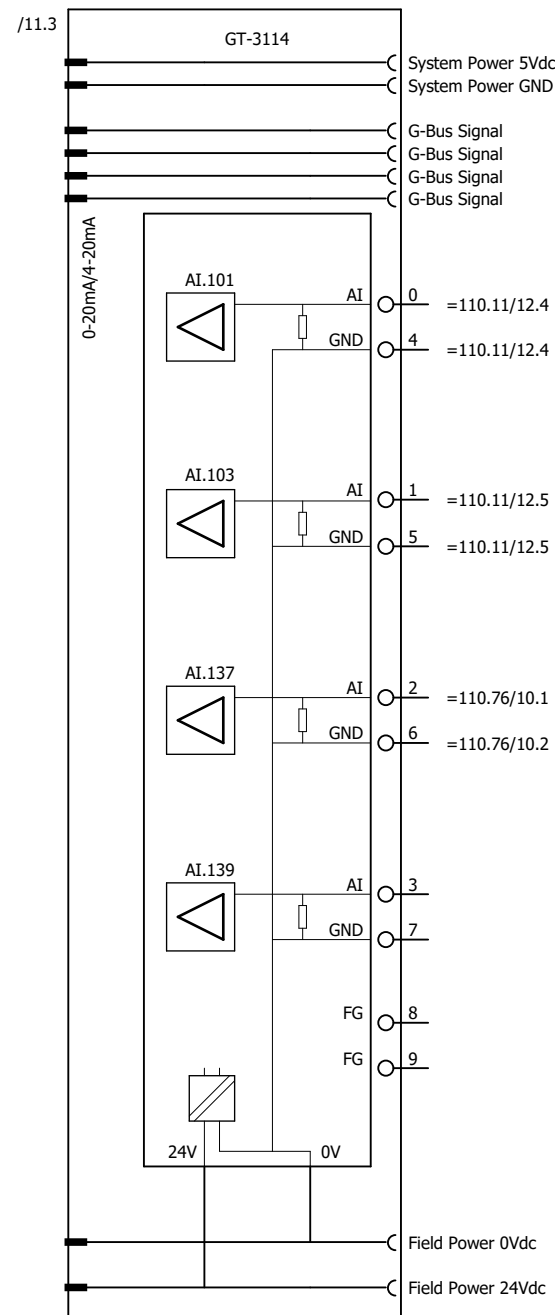 /11.3
GT-3114
System Power 5Vdc
System Power GND
G-Bus Signal
G-Bus Signal
G-Bus Signal
G-Bus Signal
0-20mA/4-20mA
AI.101
AI 0 =110.11/12.4
GND 4 =110.11/12.4
AI.103
AI 1 =110.11/12.5
GND 5 =110.11/12.5
AI.137
AI 2 =110.76/10.1
GND 6 =110.76/10.2
AI.139
AI 3
GND 7
FG 8
FG 9
24V 0V
Field Power 0Vdc
Field Power 24Vdc